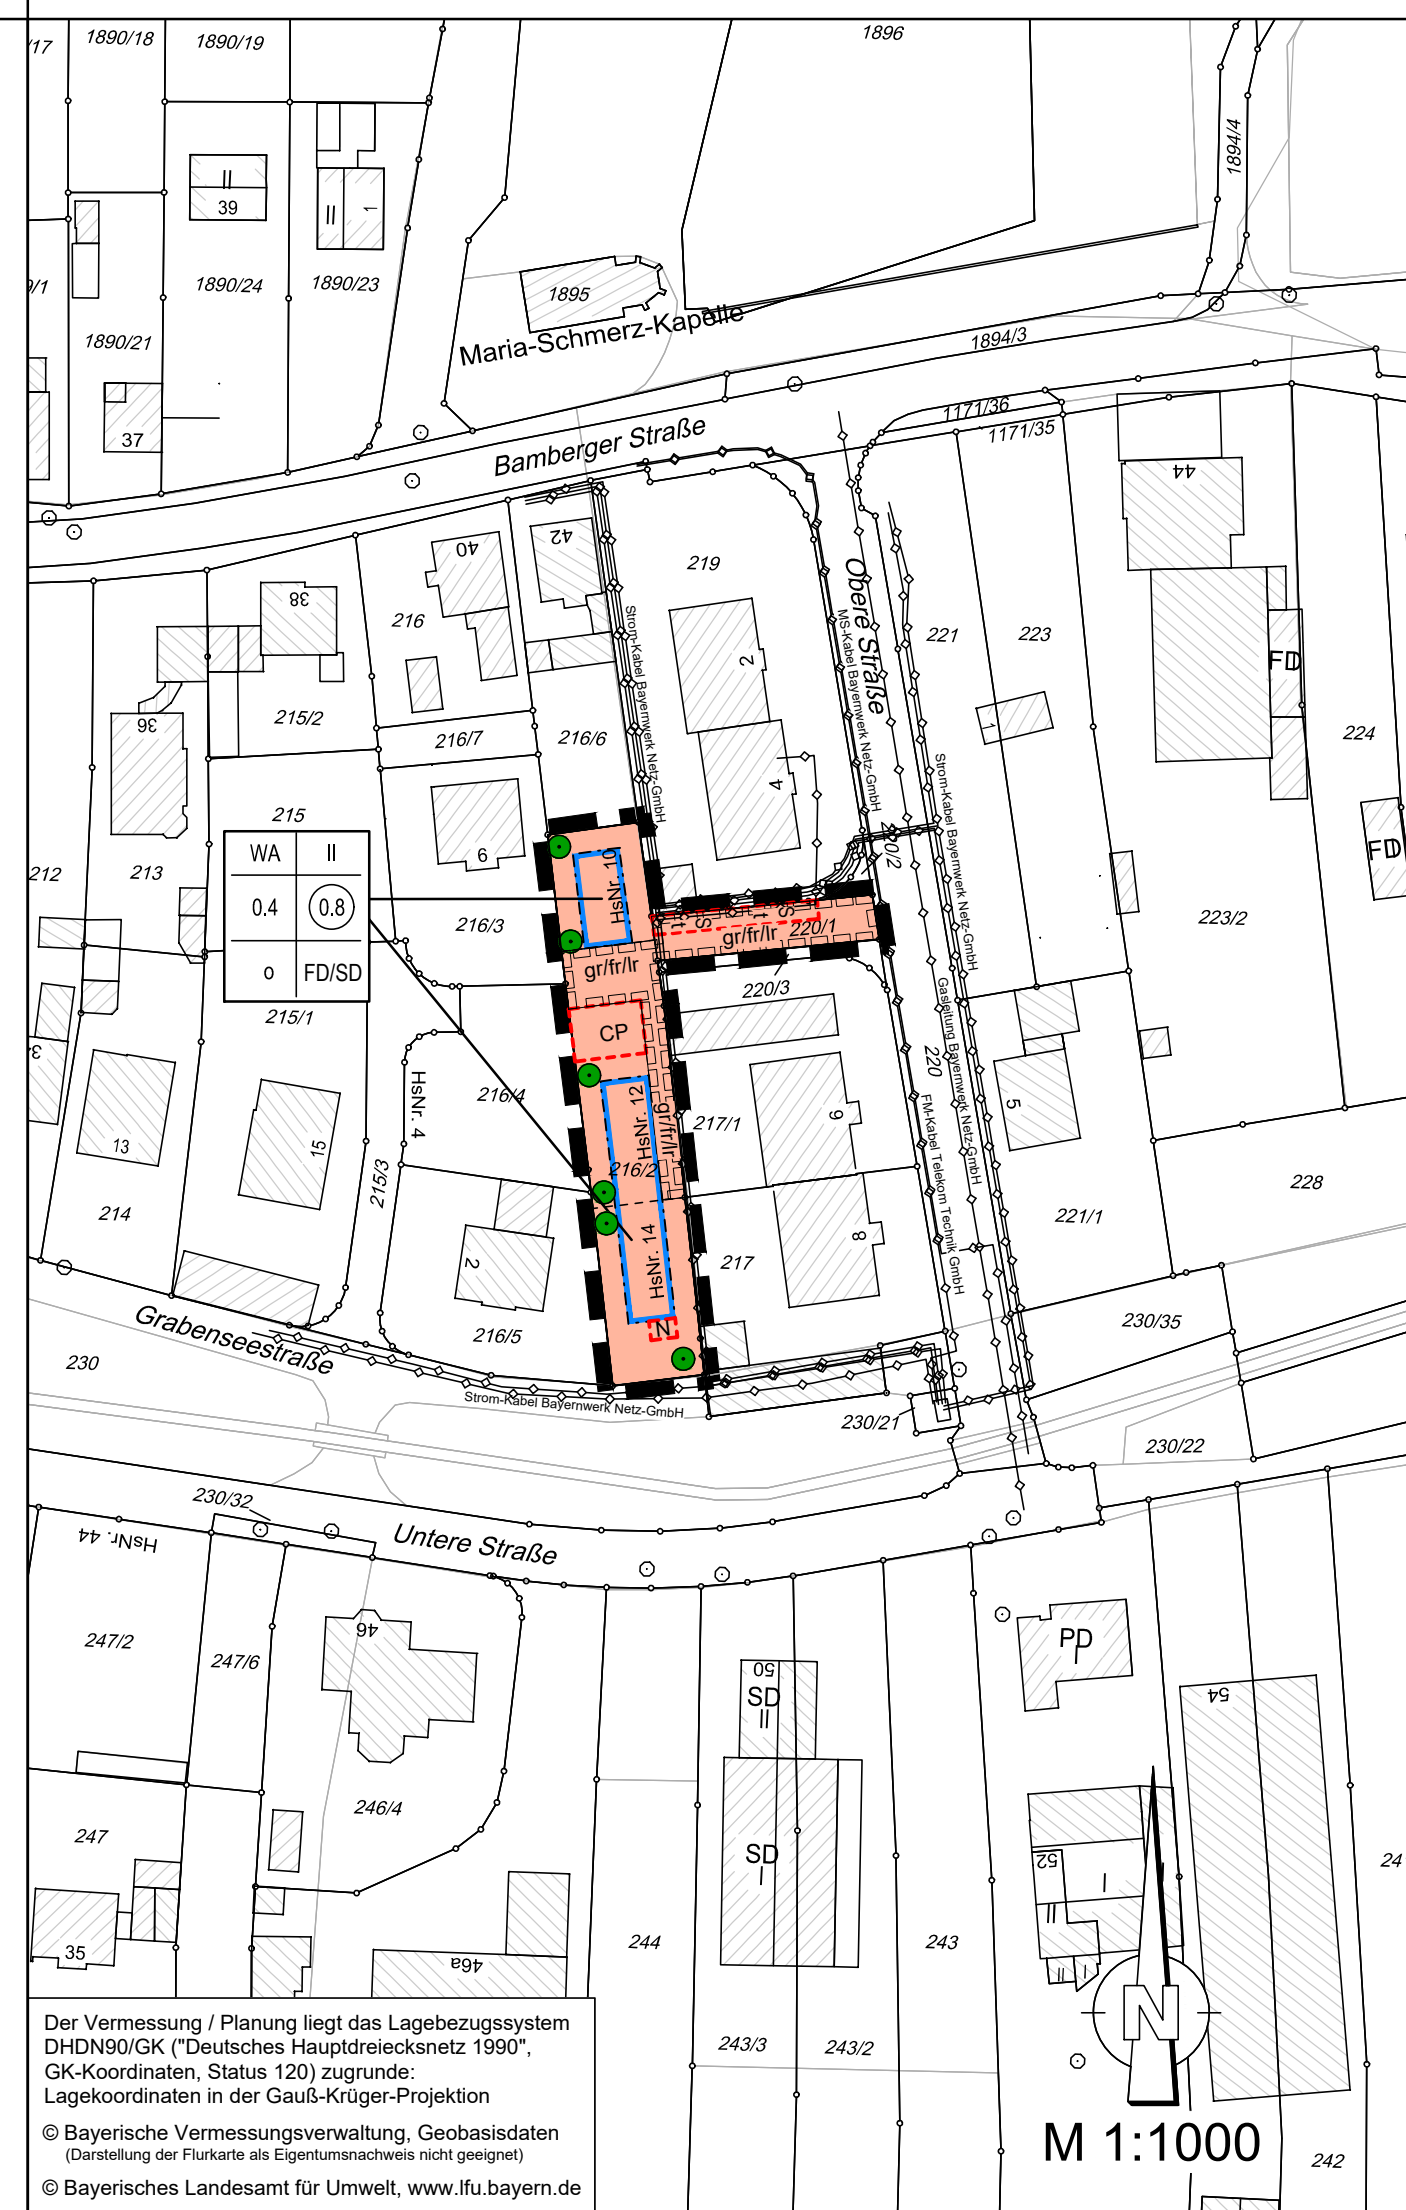 1890/18
1890/19
1896
/17
1894/4
II
39
II
1
1890/24
1890/23
1895
9/1
1890/21
Maria-Schmerz-Kapelle
1894/3
37
1171/36
1171/35
Bamberger Straße
44
40
42
219
Obere Straße
38
216
Strom-Kabel Bayernwerk Netz-GmbH
MS-Kabel Bayernwerk Netz-GmbH
221
223
2
FD
36
215/2
216/7
216/6
1
224
Strom-Kabel Bayernwerk Netz-GmbH
4
215
6
220/2
FD
WA
II
0.4
0.8
o
FD/SD
212
213
216/3
HsNr. 10
St
St
220/1
gr/fr/lr
223/2
gr/fr/lr
220/3
215/1
CP
220
Gasleitung Bayernwerk Netz-GmbH
HsNr. 4
216/4
HsNr. 12
gr/fr/lr
217/1
6
5
FM-Kabel Telekom Technik GmbH
13
15
215/3
216/2
228
214
221/1
2
HsNr. 14
217
8
Grabenseestraße
216/5
N
230/35
230
Strom-Kabel Bayernwerk Netz-GmbH
230/21
230/22
230/32
HsNr. 44
Untere Straße
46
247/2
247/6
PD
I
50
SD
II
54
246/4
247
SD
I
52
I
II
24
35
46a
244
243
II
I
N
243/3
243/2
M 1:1000
242
Der Vermessung / Planung liegt das Lagebezugssystem
DHDN90/GK ("Deutsches Hauptdreiecksnetz 1990",
GK-Koordinaten, Status 120) zugrunde:
Lagekoordinaten in der Gauß-Krüger-Projektion
© Bayerische Vermessungsverwaltung, Geobasisdaten
(Darstellung der Flurkarte als Eigentumsnachweis nicht geeignet)
© Bayerisches Landesamt für Umwelt, www.lfu.bayern.de